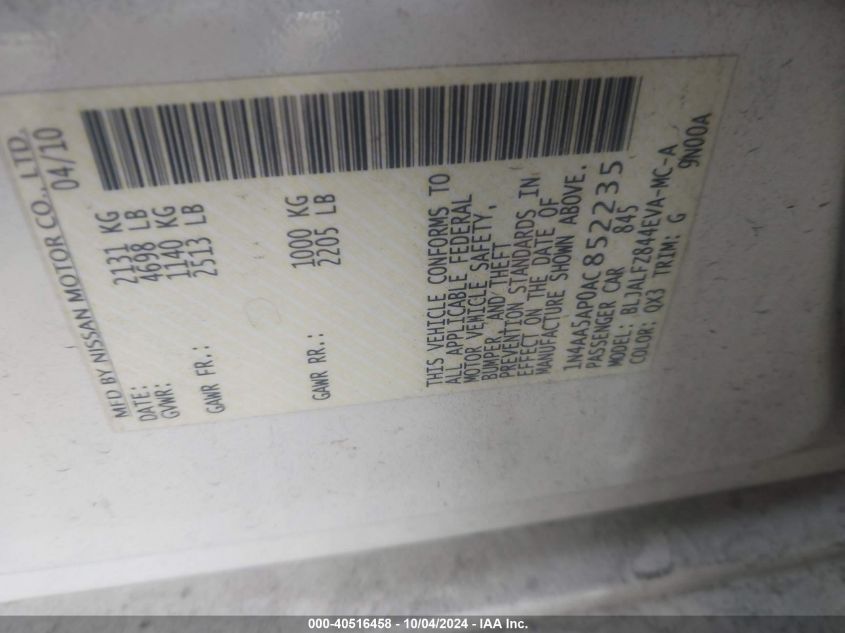 MFD BY NISSAN MOTOR CO., LTD.
DATE: 04/10
GVWR: 2131 KG
4698 LB
GAWR FR.: 1140 KG
2513 LB
GAWR RR.: 1000 KG
2205 LB
THIS VEHICLE CONFORMS TO
ALL APPLICABLE FEDERAL
MOTOR VEHICLE SAFETY,
BUMPER, AND THEFT
PREVENTION STANDARDS IN
EFFECT ON THE DATE OF
MANUFACTURE SHOWN ABOVE.
1N4AA5AP0AC852235
PASSENGER CAR 845
MODEL: BLJALFZ844EVA-MC-A
COLOR: QX3 TRIM: G 9N00A
000-40516458 - 10/04/2024 - IAA Inc.